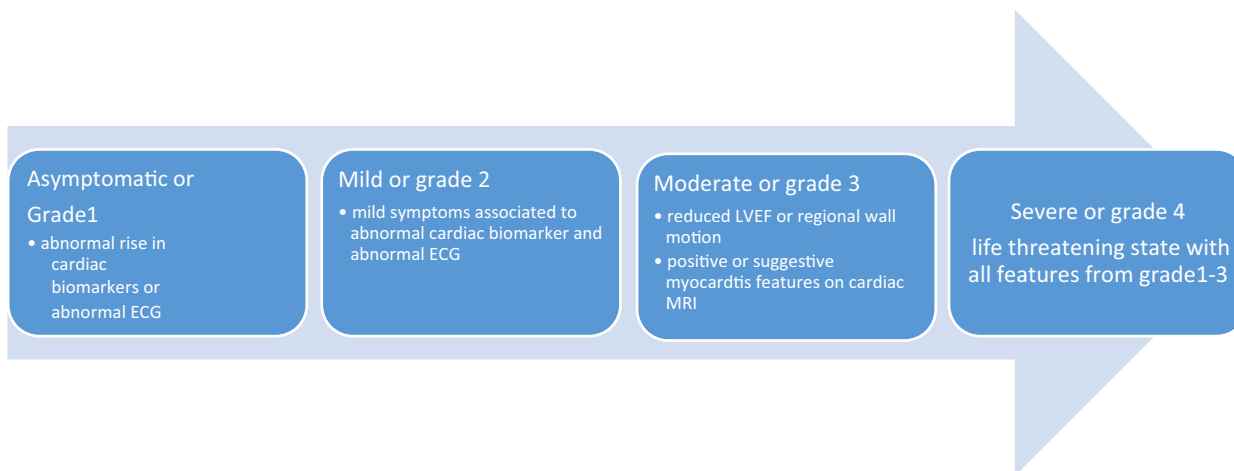 Asymptomatic or
Grade1
• abnormal rise in
cardiac
biomarkers or
abnormal ECG
Mild or grade 2
• mild symptoms associated to
abnormal cardiac biomarker and
abnormal ECG
Moderate or grade 3
• reduced LVEF or regional wall
motion
• positive or suggestive
myocardtis features on cardiac
MRI
Severe or grade 4
life threatening state with
all features from grade1-3